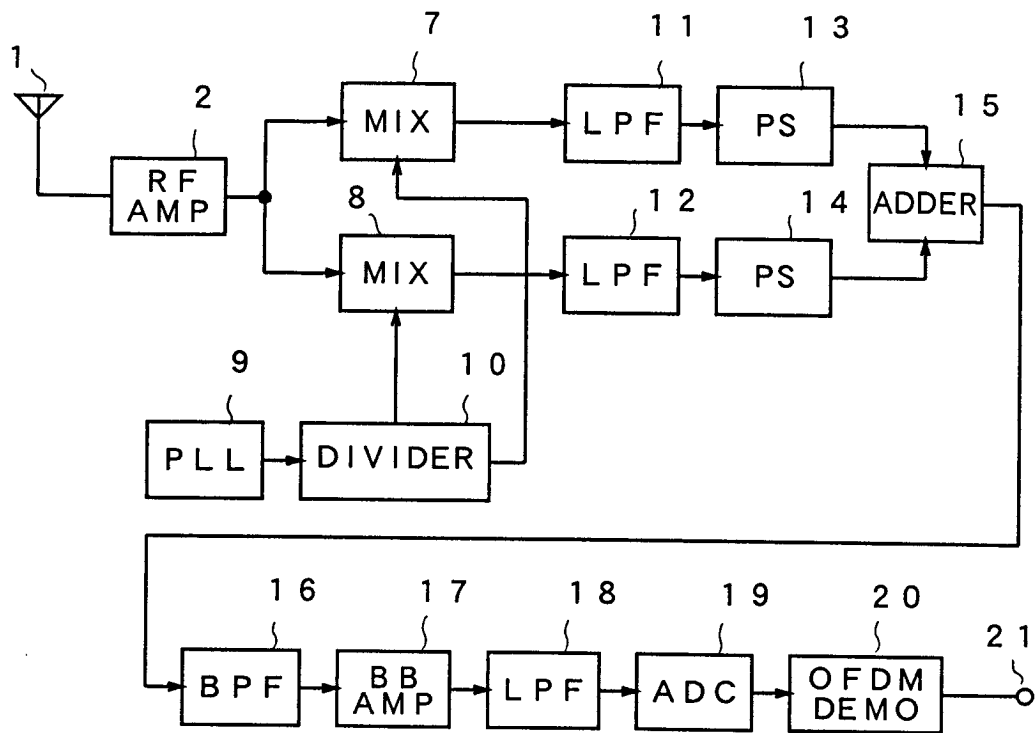 1
2
RF
AMP
7
MIX
8
MIX
9
PLL
10
DIVIDER
11
LPF
12
LPF
13
PS
14
PS
15
ADDER
16
BPF
17
BB
AMP
18
LPF
19
ADC
20
OFDM
DEMO
21